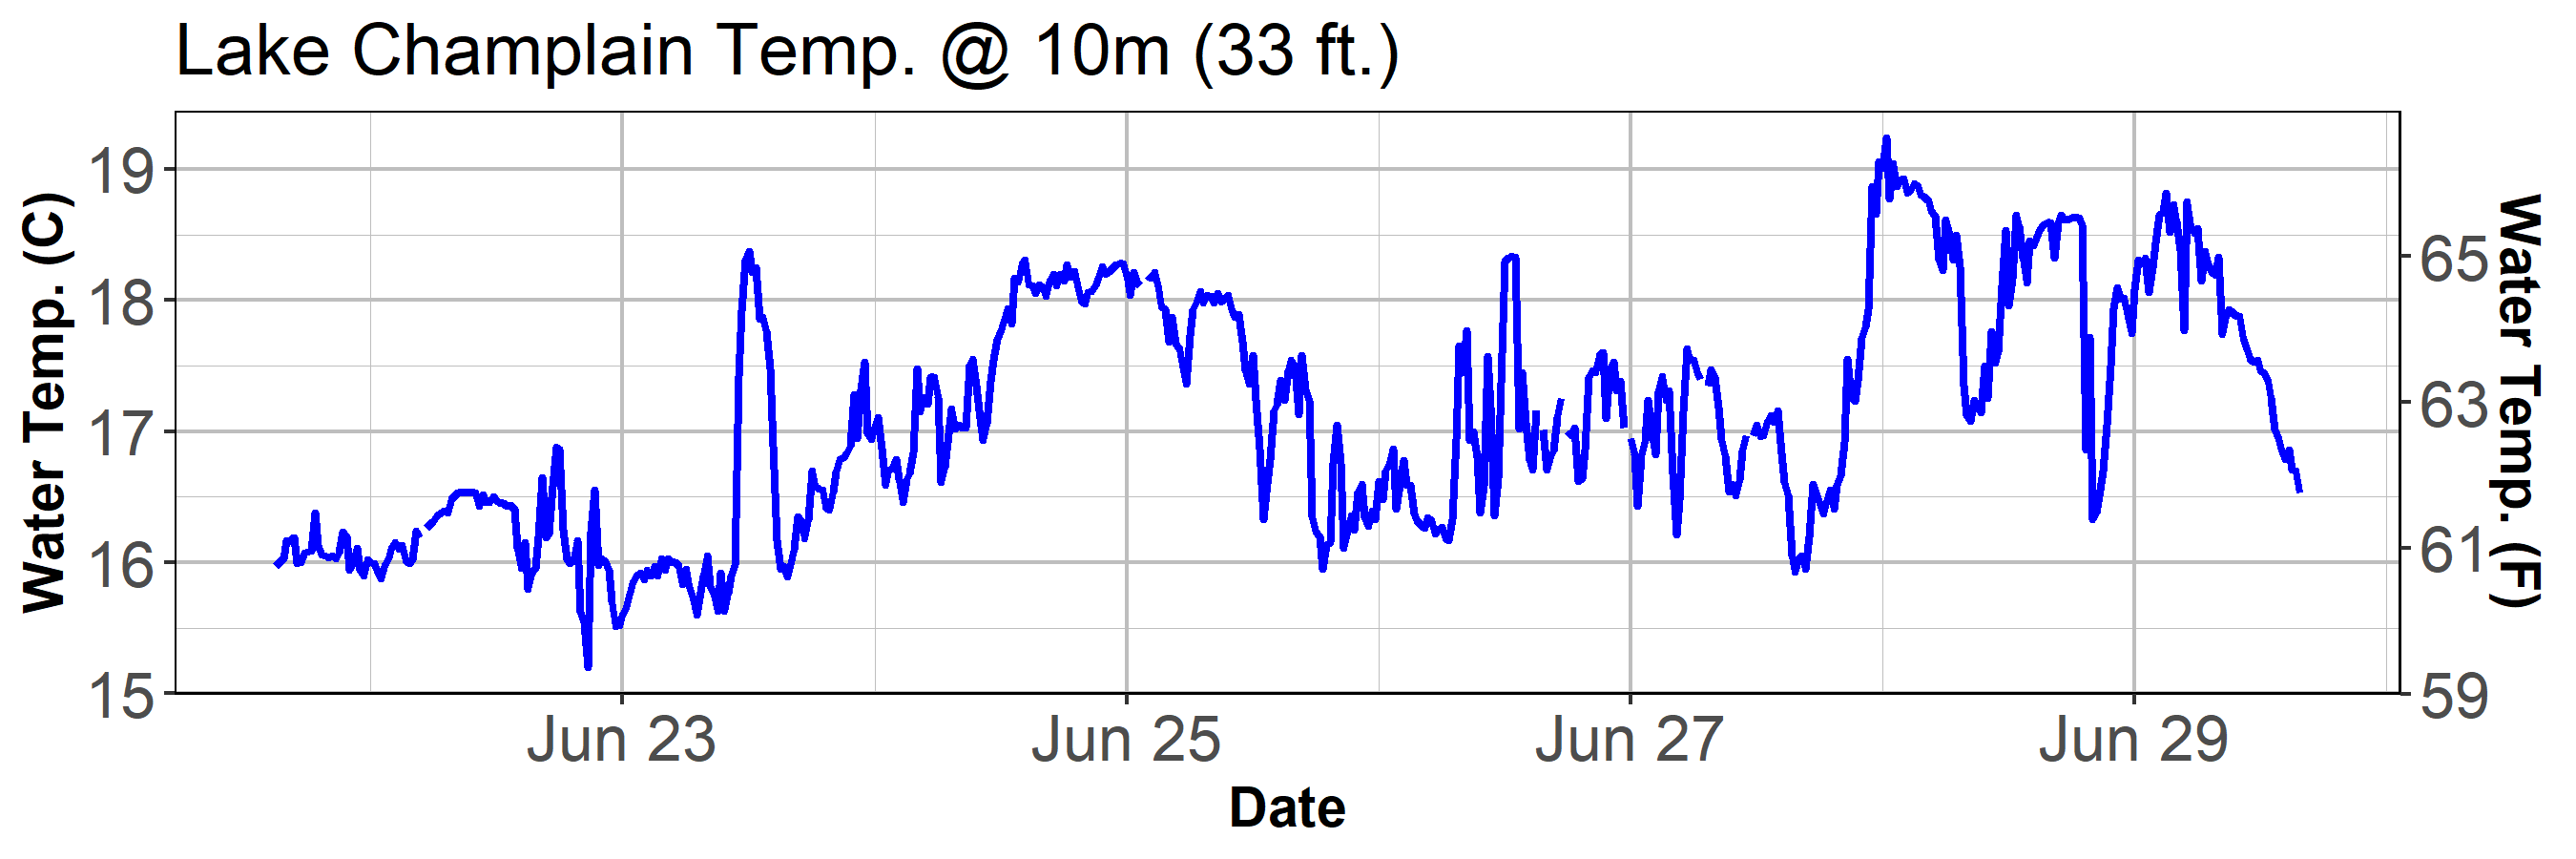 Lake Champlain Temp. @ 10m (33 ft.)
Water Temp. (C)
19
18
17
16
15
65
63
61
59
Water Temp. (F)
Jun 23 Jun 25 Jun 27 Jun 29
Date